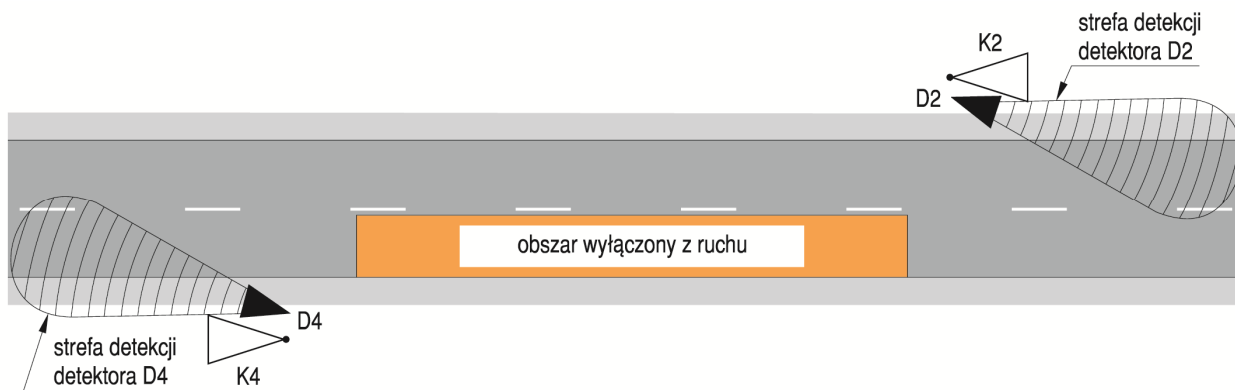 strefa detekcji
detektora D2
K2
D2
obszar wyłączony z ruchu
D4
strefa detekcji
detektora D4
K4